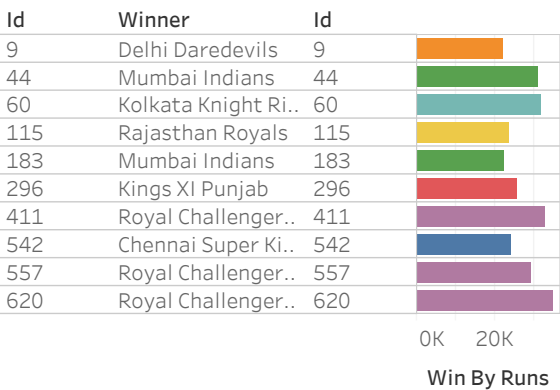 Id Winner Id
9 Delhi Daredevils 9
44 Mumbai Indians 44
60 Kolkata Knight Ri.. 60
115 Rajasthan Royals 115
183 Mumbai Indians 183
296 Kings XI Punjab 296
411 Royal Challenger.. 411
542 Chennai Super Ki.. 542
557 Royal Challenger.. 557
620 Royal Challenger.. 620
0K 20K
Win By Runs